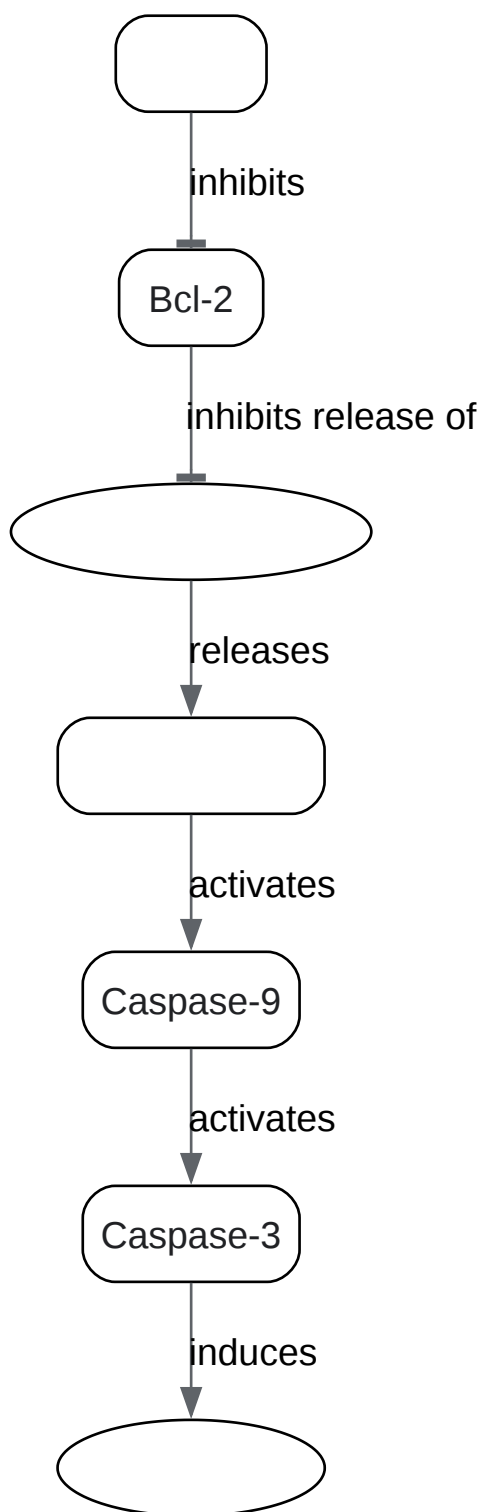 inhibits
Bcl-2
inhibits release of
releases
activates
Caspase-9
activates
Caspase-3
induces